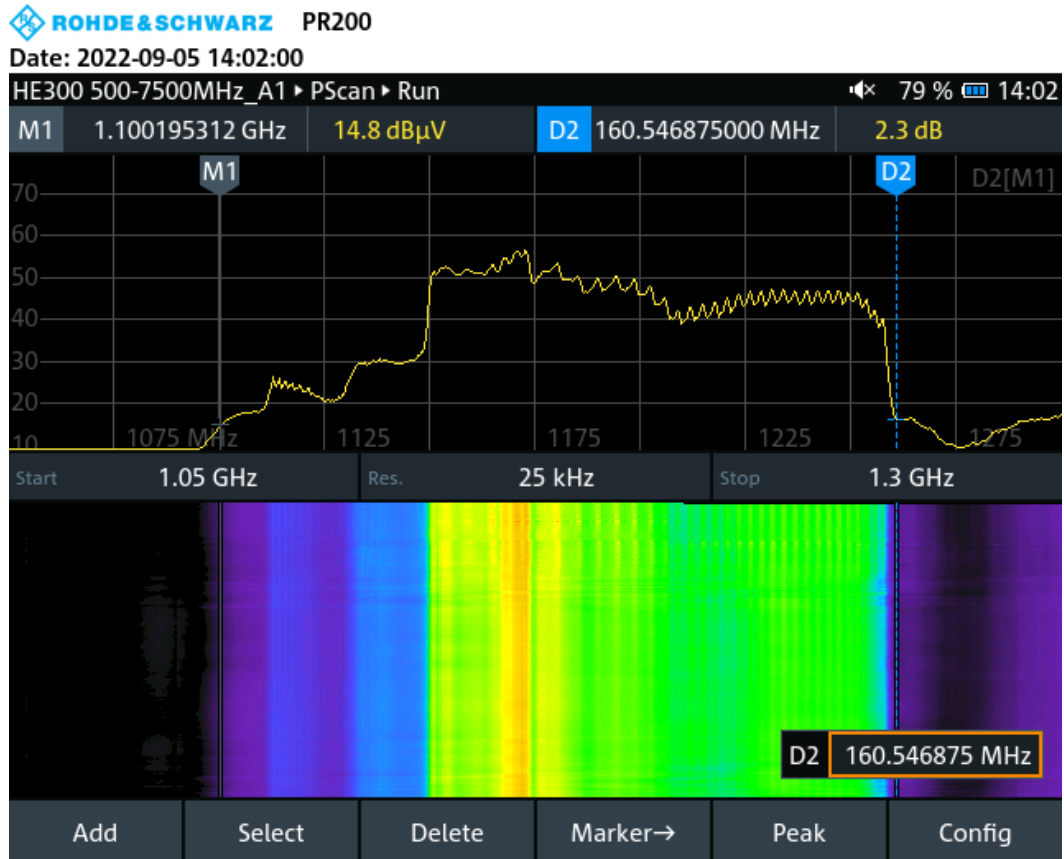 ROHDE&SCHWARZ PR200
Date: 2022-09-05 14:02:00
HE300 500-7500MHz_A1 ▸ PScan ▸ Run 79 % 14:02
M1 1.100195312 GHz 14.8 dBµV D2 160.546875000 MHz 2.3 dB
M1 D2 D2[M1]
70
60
50
40
30
20
10 1075 MHz 1125 1175 1225 1275
Start 1.05 GHz Res. 25 kHz Stop 1.3 GHz
D2 160.546875 MHz
Add Select Delete Marker→ Peak Config